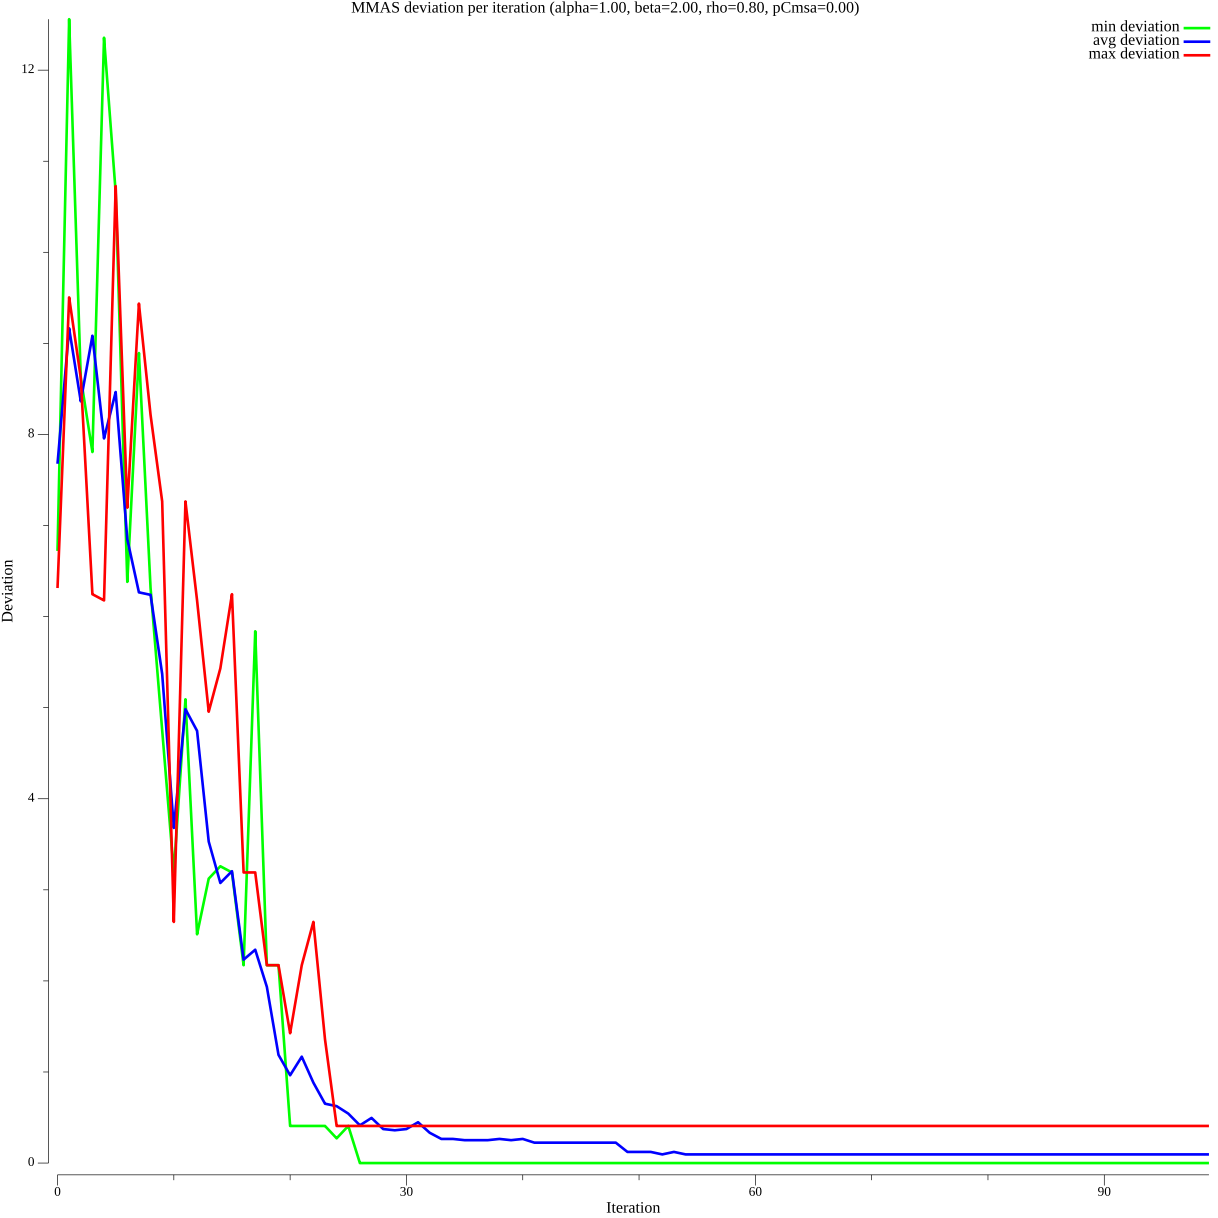 MMAS deviation per iteration (alpha=1.00, beta=2.00, rho=0.80, pCmsa=0.00)
min deviation
avg deviation
max deviation
12
8
4
0
Deviation
0
30
60
90
Iteration